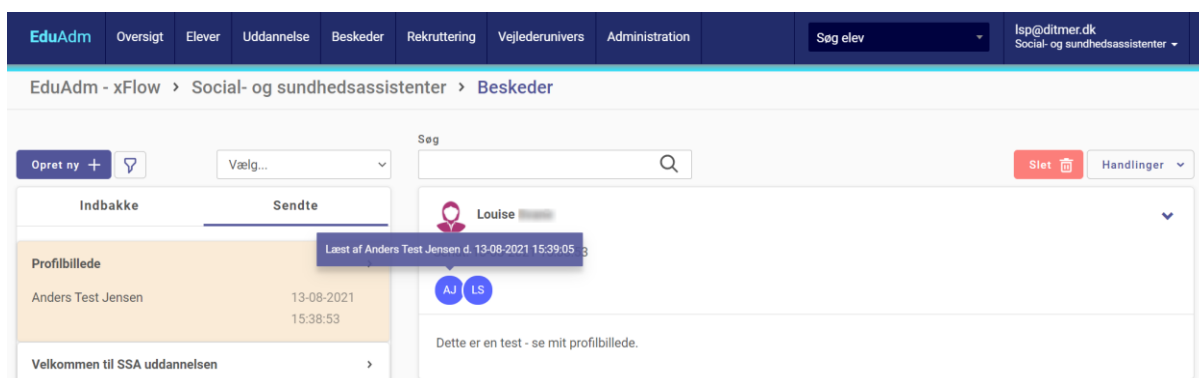 EduAdm Oversigt Elever Uddannelse Beskeder Rekruttering Vejlederunivers Administration Søg elev lsp@ditmer.dk
Social- og sundhedsassistenter
EduAdm - xFlow > Social- og sundhedsassistenter > Beskeder
Søg
Opret ny + Vælg... Slet Handlinger
Indbakke Sendte
Louise
Læst af Anders Test Jensen d. 13-08-2021 15:39:05
Profilbillede >
AJ LS
Anders Test Jensen 13-08-2021
15:38:53
Dette er en test - se mit profilbillede.
Velkommen til SSA uddannelsen >